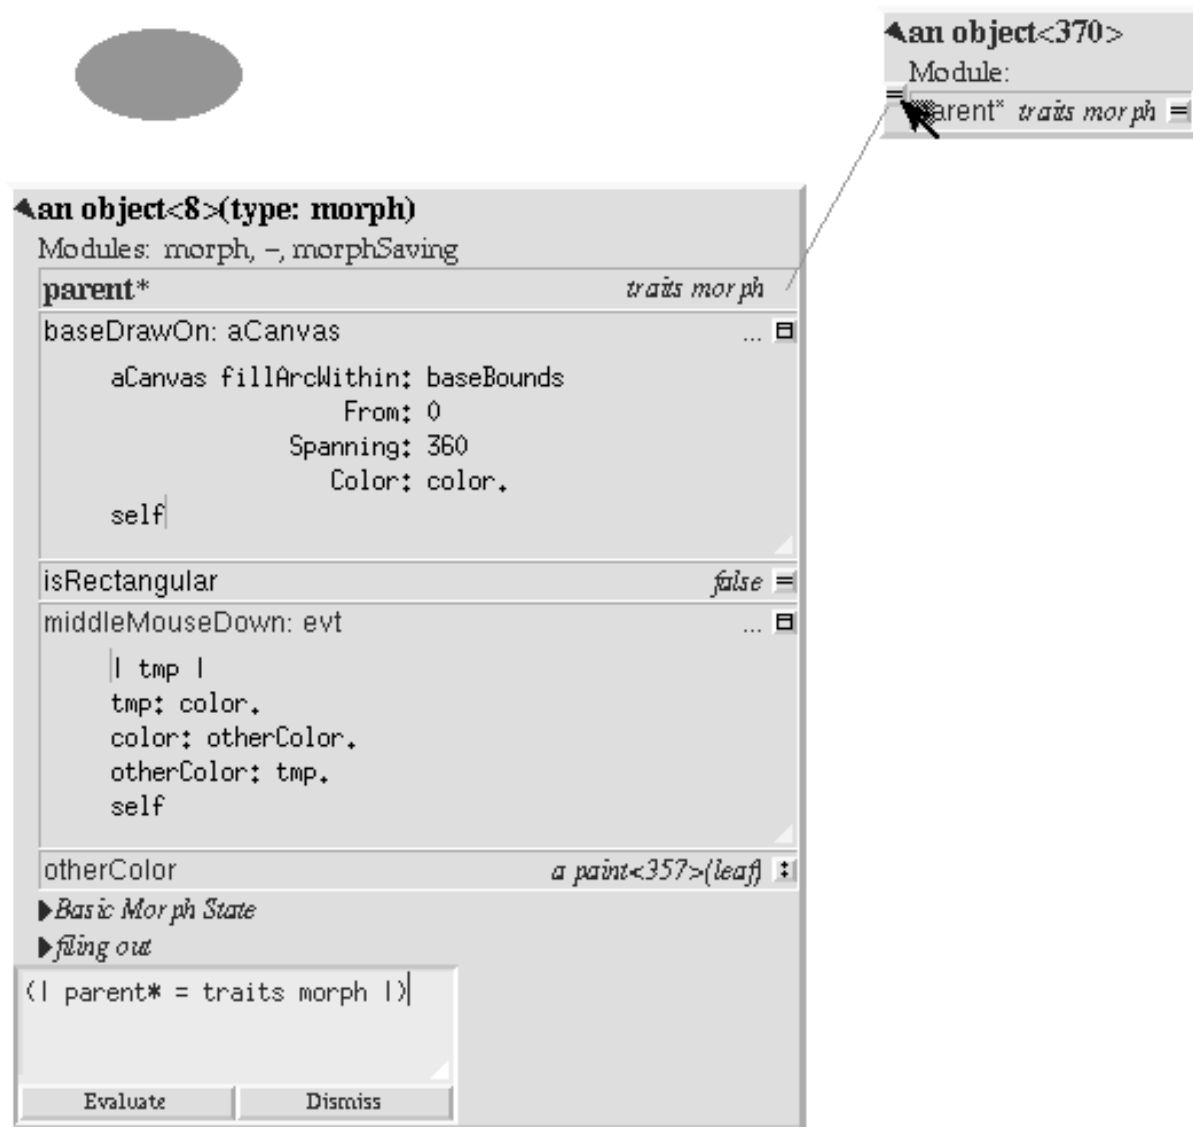 an object<370>
Module:
parent* traits morph =
an object<8>(type: morph)
Modules: morph, –, morphSaving
parent* traits morph
baseDrawOn: aCanvas ...
aCanvas fillArcWithin: baseBounds
From: 0
Spanning: 360
Color: color.
self
isRectangular false =
middleMouseDown: evt ...
| tmp |
tmp: color.
color: otherColor.
otherColor: tmp.
self
otherColor a paint<357>(leaf) :
Basic Morph State
filing out
(| parent* = traits morph |)
Evaluate Dismiss